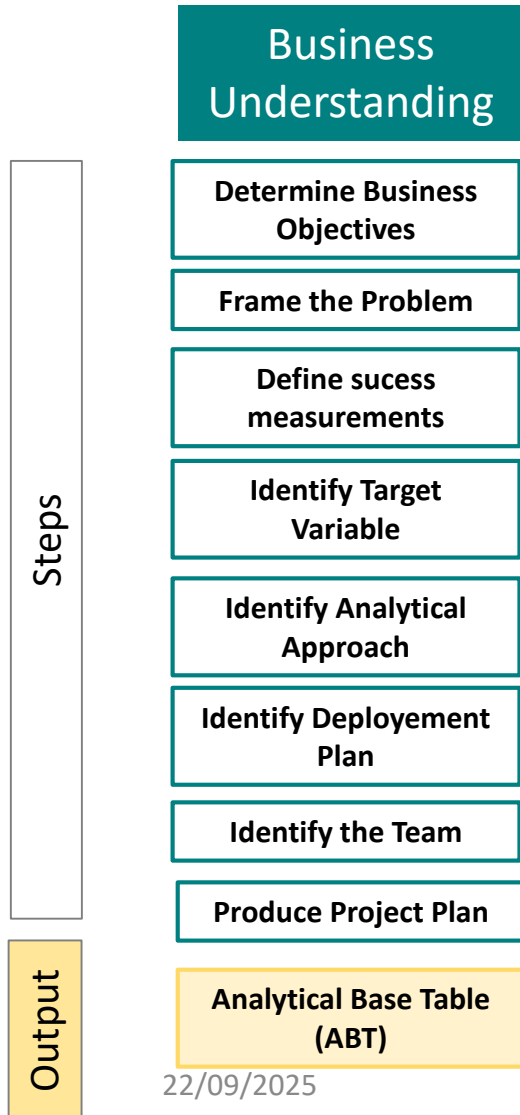 Business
Understanding
Steps
Determine Business
Objectives
Frame the Problem
Define sucess
measurements
Identify Target
Variable
Identify Analytical
Approach
Identify Deployement
Plan
Identify the Team
Produce Project Plan
Output
Analytical Base Table
(ABT)
22/09/2025